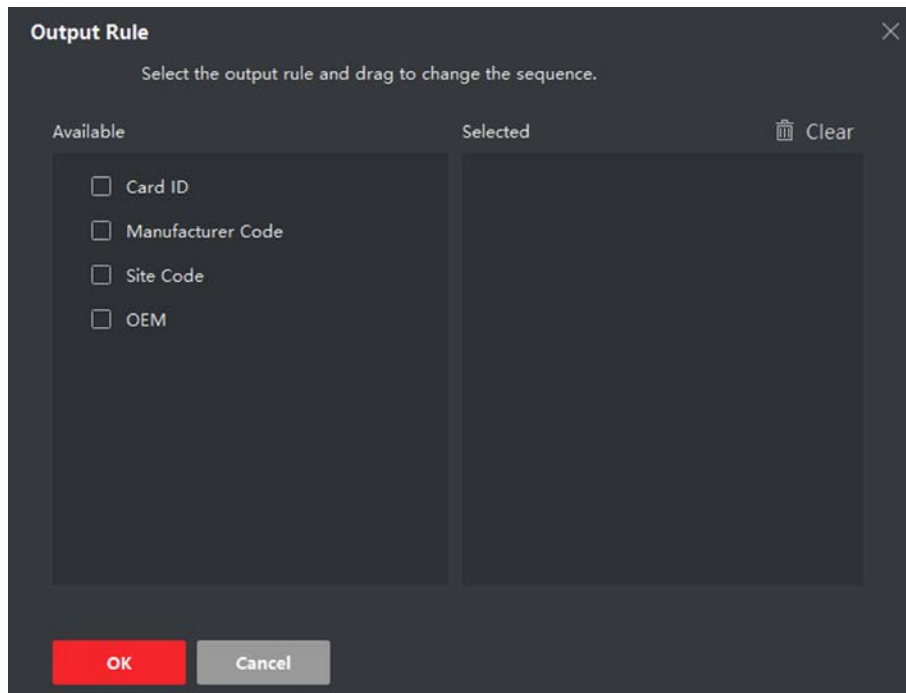 Output Rule
Select the output rule and drag to change the sequence.
Available
Selected
Clear
Card ID
Manufacturer Code
Site Code
OEM
OK
Cancel